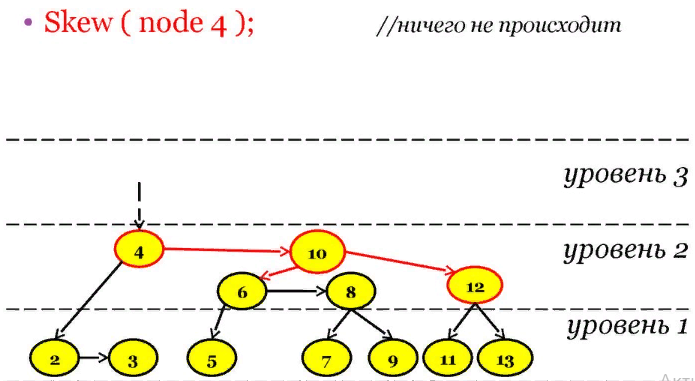 • Skew ( node 4 ); //ничего не происходит
уровень 3
4 10 уровень 2
6 8 12
уровень 1
2 3 5 7 9 11 13